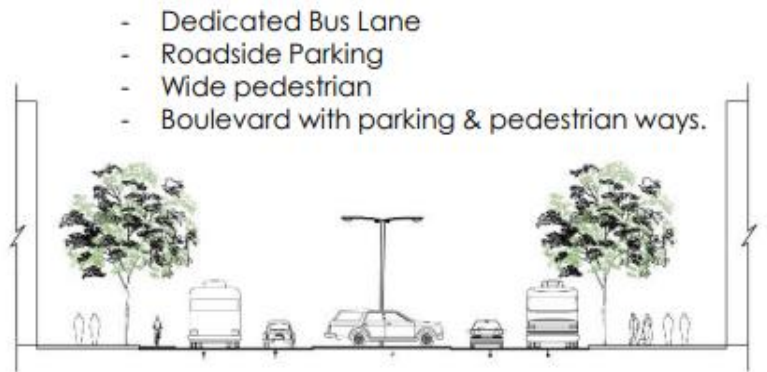 - Dedicated Bus Lane
- Roadside Parking
- Wide pedestrian
- Boulevard with parking & pedestrian ways.